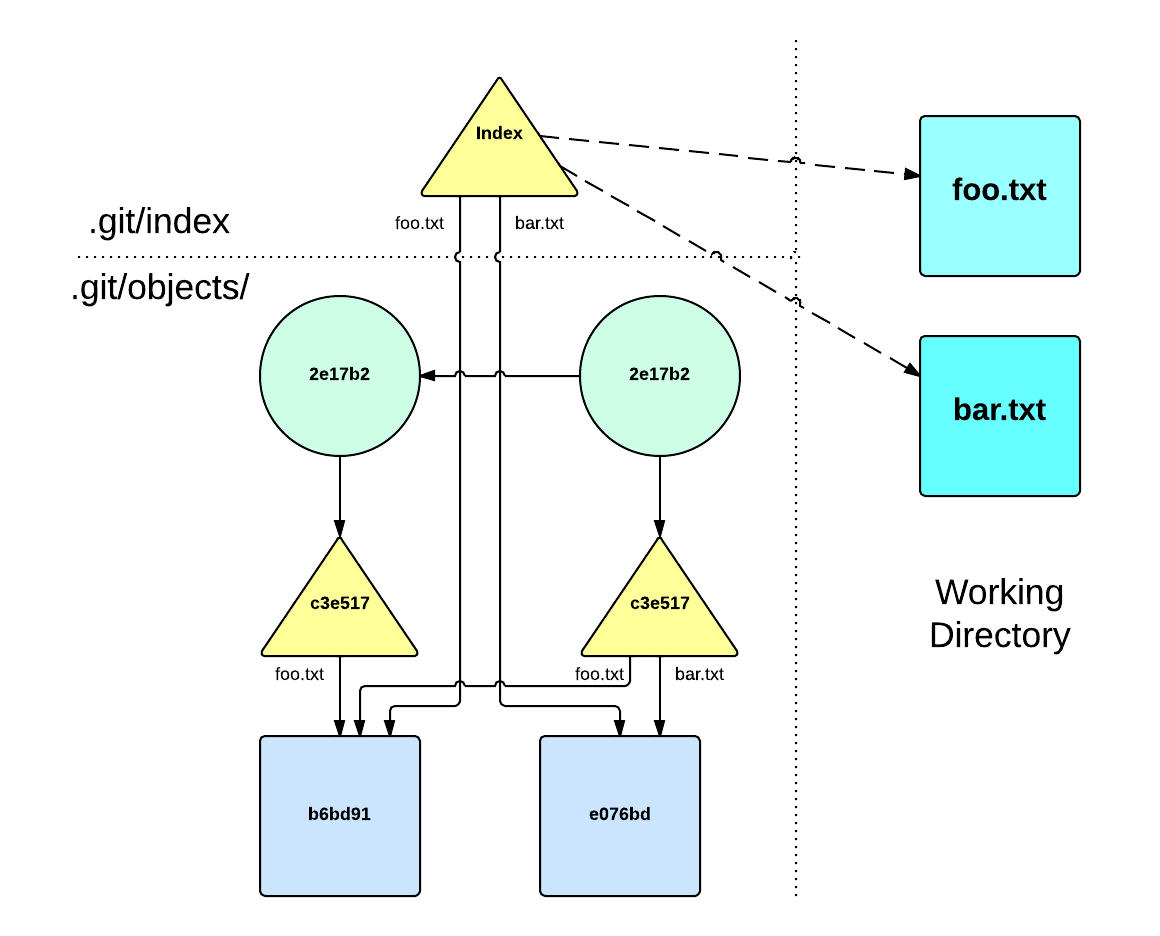 Index
foo.txt
foo.txt
bar.txt
.git/index
.git/objects/
2e17b2
2e17b2
bar.txt
c3e517
c3e517
Working
Directory
foo.txt
foo.txt
bar.txt
b6bd91
e076bd